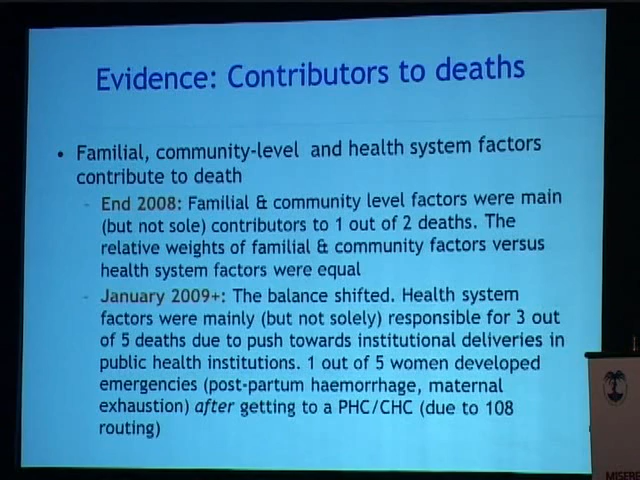 Evidence: Contributors to deaths
• Familial, community-level and health system factors
contribute to death
- End 2008: Familial & community level factors were main
(but not sole) contributors to 1 out of 2 deaths. The
relative weights of familial & community factors versus
health system factors were equal
- January 2009+: The balance shifted. Health system
factors were mainly (but not solely) responsible for 3 out
of 5 deaths due to push towards institutional deliveries in
public health institutions. 1 out of 5 women developed
emergencies (post-partum haemorrhage, maternal
exhaustion) after getting to a PHC/CHC (due to 108
routing)